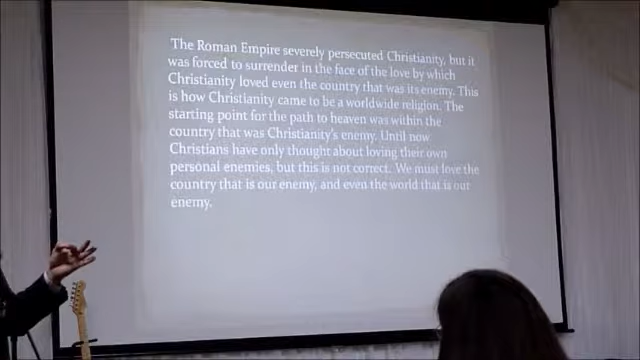 The Roman Empire severely persecuted Christianity, but it
was forced to surrender in the face of the love by which
Christianity loved even the country that was its enemy. This
is how Christianity came to be a worldwide religion. The
starting point for the path to heaven was within the
country that was Christianity's enemy. Until now
Christians have only thought about loving their own
personal enemies, but this is not correct. We must love the
country that is our enemy, and even the world that is our
enemy.